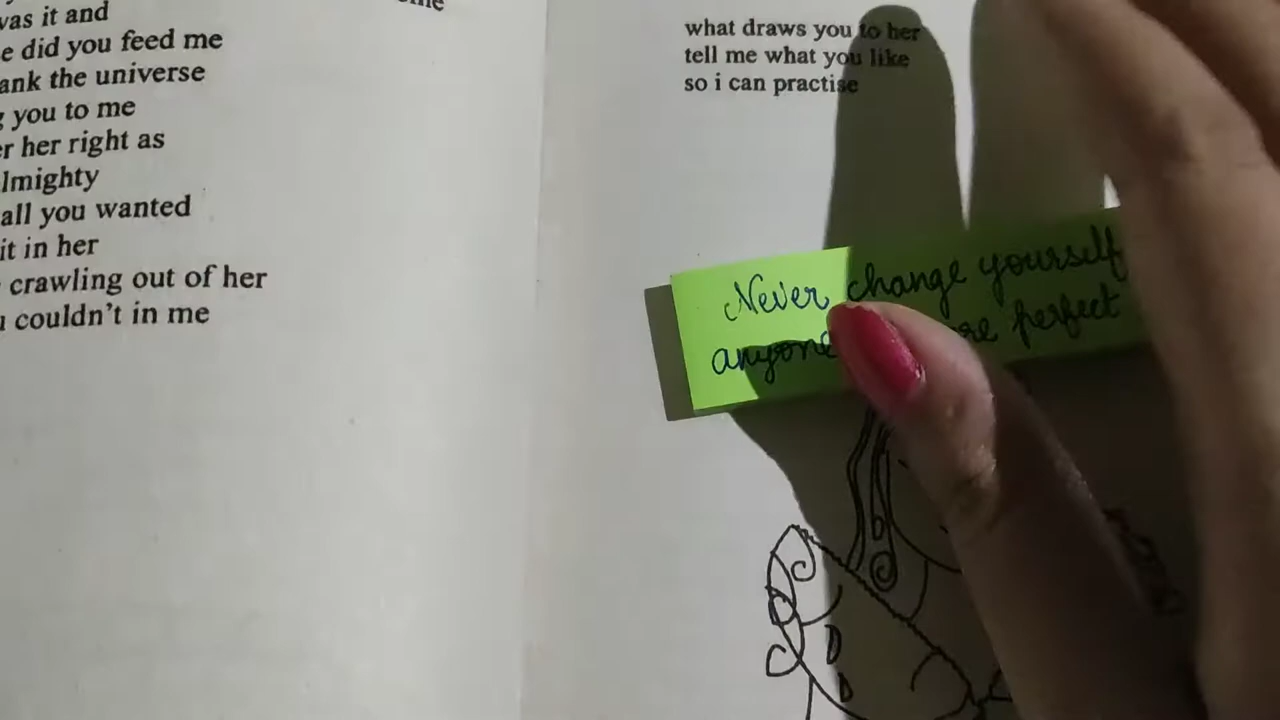 was it and
e did you feed me
ank the universe
you to me
er her right as
lmighty
all you wanted
it in her
crawling out of her
couldn't in me
what draws you to her
tell me what you like
so i can practise
Never change yourself
anyone perfect